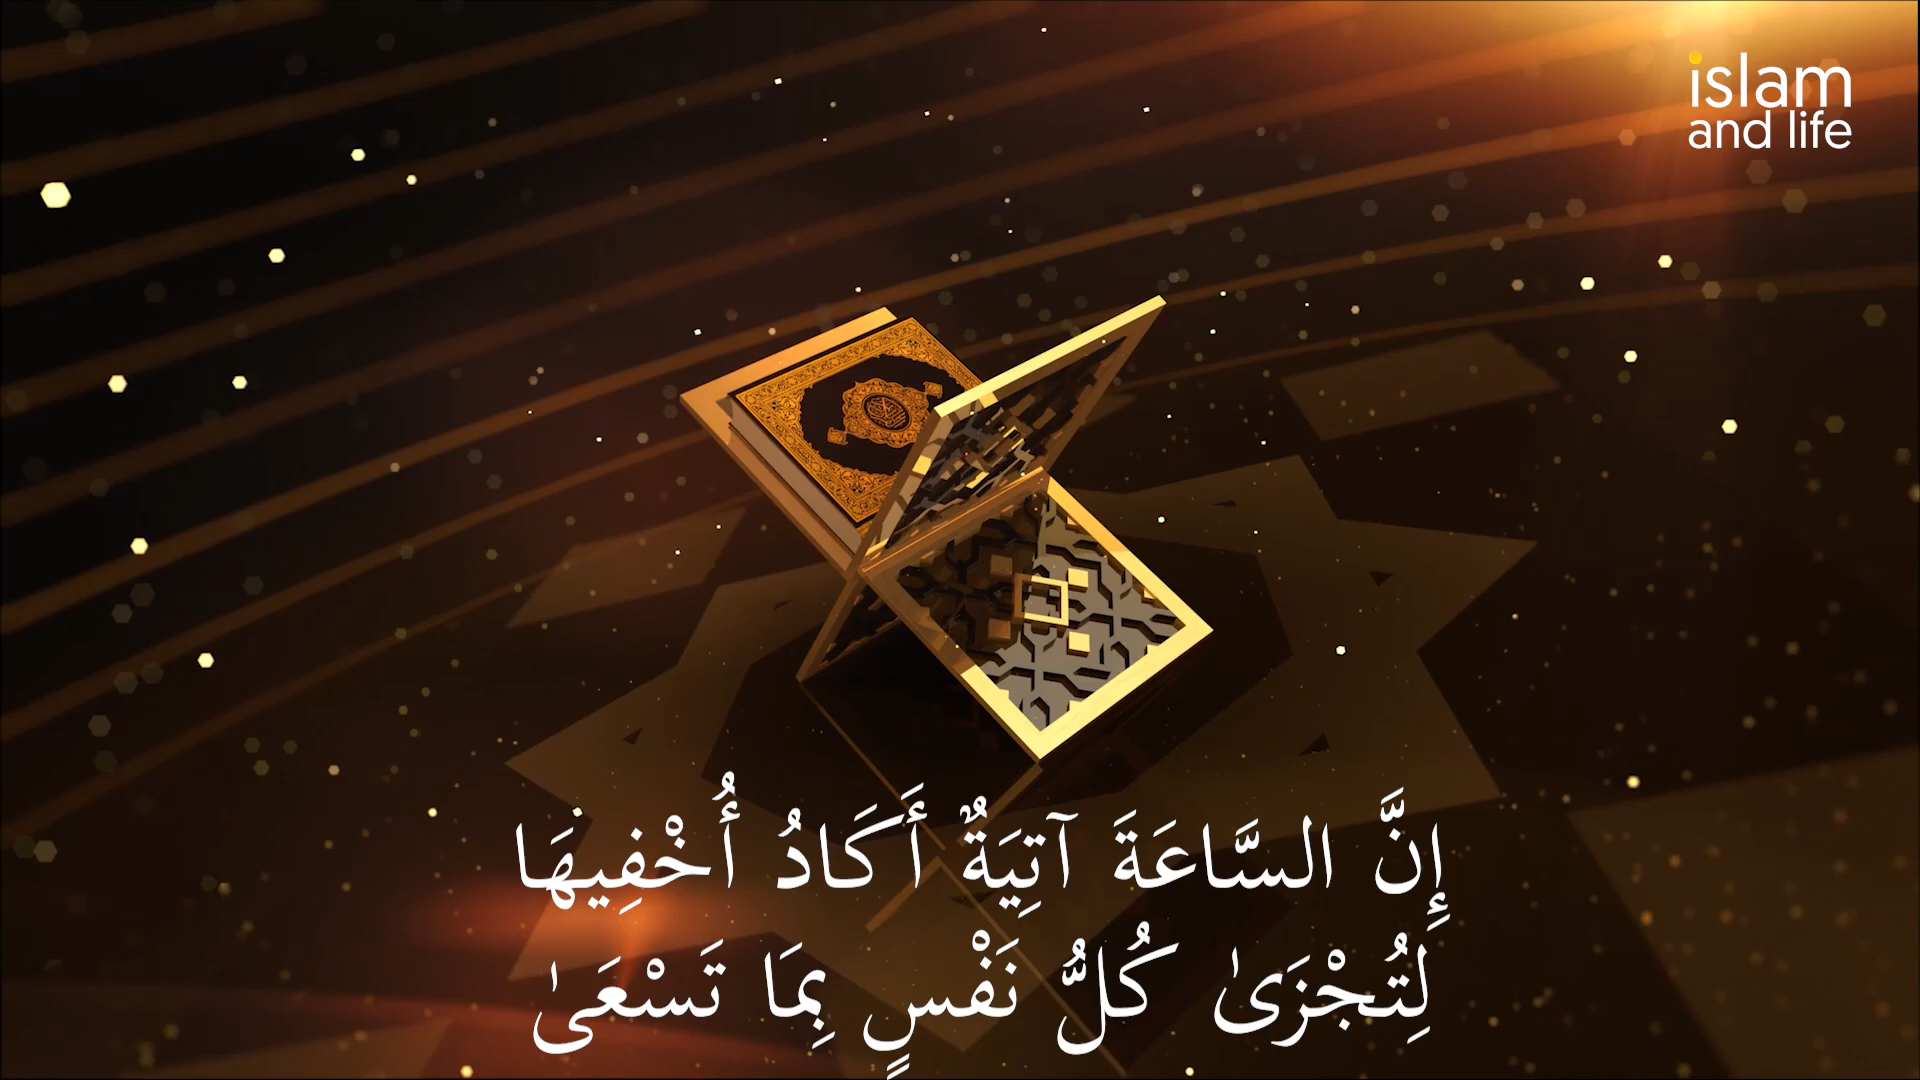 islam
and life
إِنَّ السَّاعَةَ آتِيَةٌ أَكَادُ أُخْفِيهَا
لِتُجْزَىٰ كُلُّ نَفْسٍ بِمَا تَسْعَىٰ